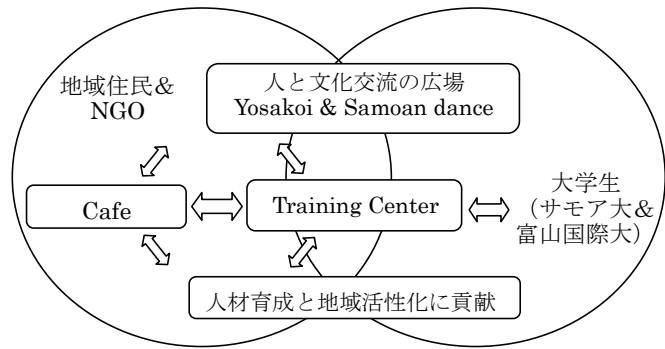 地域住民＆
NGO
人と文化交流の広場
Yosakoi & Samoan dance
Cafe
Training Center
大学生
（サモア大＆
富山国際大）
人材育成と地域活性化に貢献